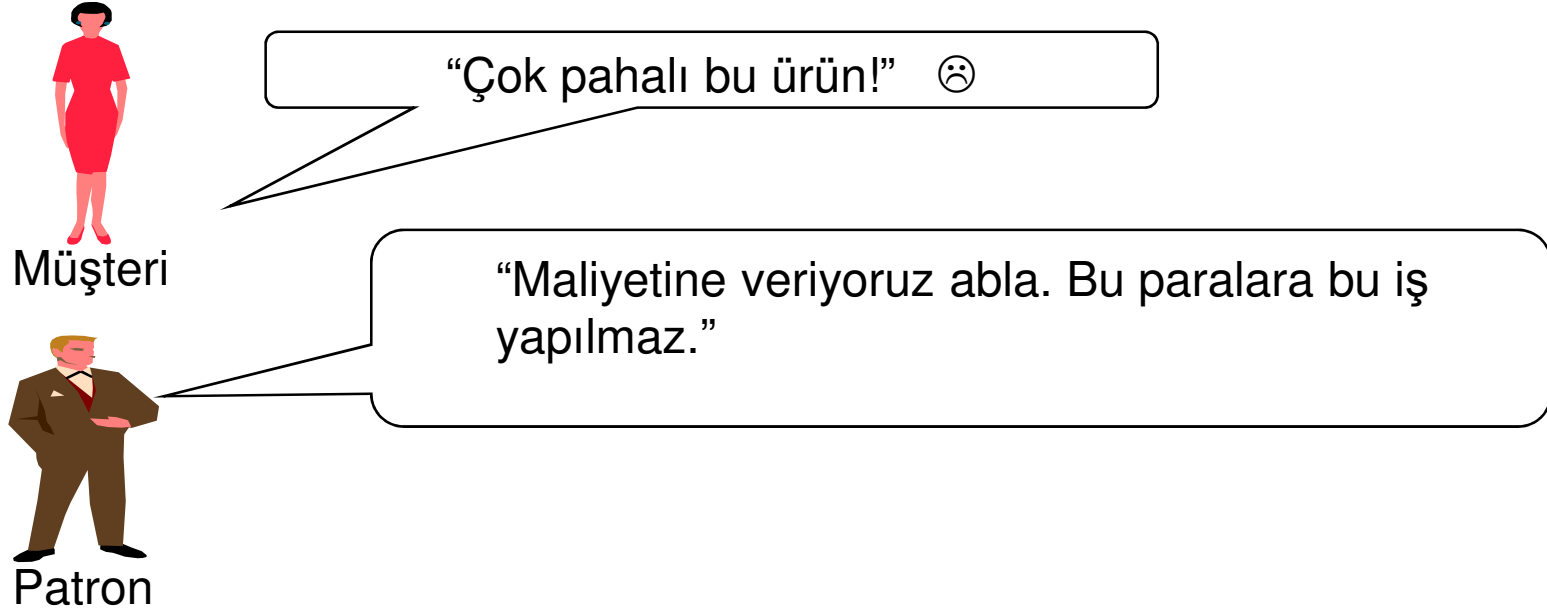 “Çok pahalı bu ürün!” ☹
Müşteri
“Maliyetine veriyoruz abla. Bu paralara bu iş
yapılmaz.”
Patron